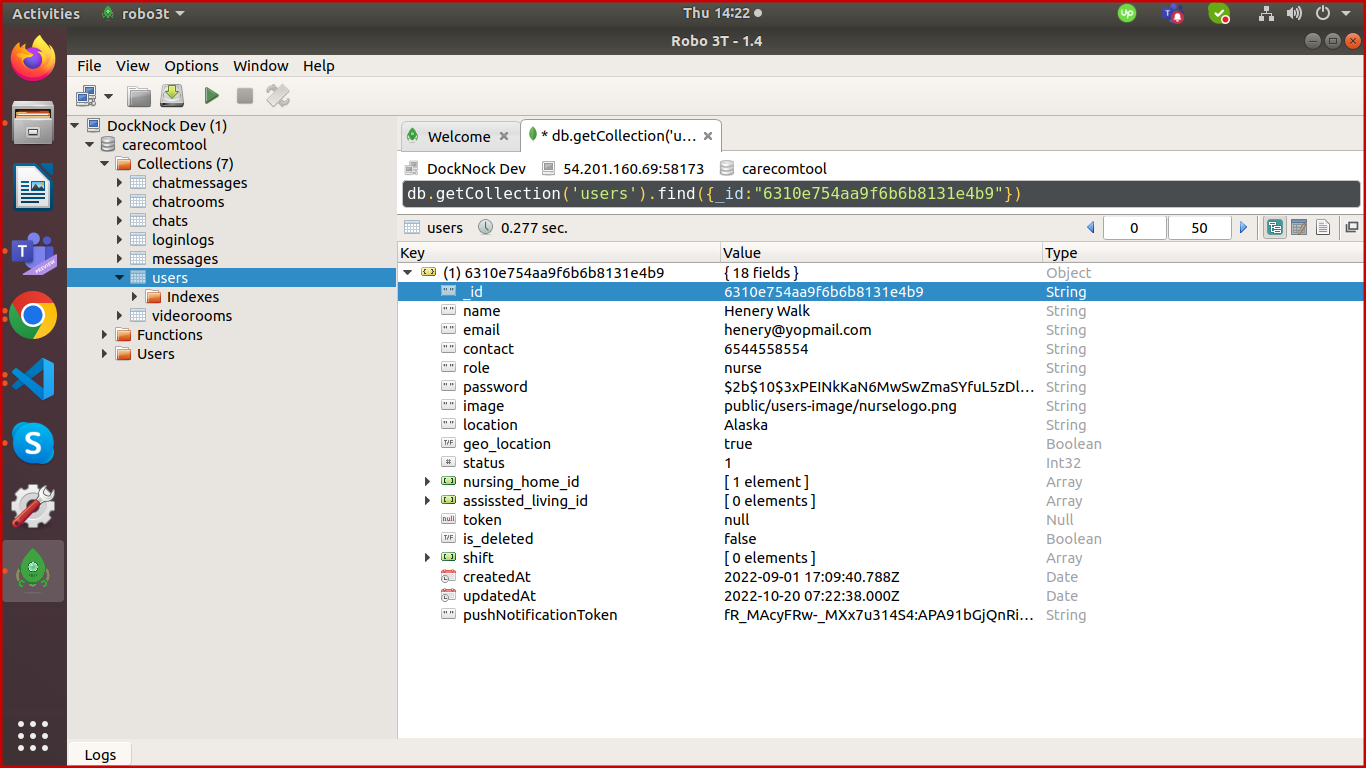 Activities robo3t Thu 14:22
Robo 3T - 1.4
File View Options Window Help
DockNock Dev (1)
carecomtool
Collections (7)
chatmessages
chatrooms
chats
loginlogs
messages
users
Indexes
videorooms
Functions
Users
Welcome * db.getCollection('u...
DockNock Dev 54.201.160.69:58173 carecomtool
db.getCollection('users').find({_id:"6310e754aa9f6b6b8131e4b9"})
users 0.277 sec. 0 50
Key Value Type
(1) 6310e754aa9f6b6b8131e4b9 { 18 fields } Object
_id 6310e754aa9f6b6b8131e4b9 String
name Henery Walk String
email henery@yopmail.com String
contact 6544558554 String
role nurse String
password $2b$10$3xPEINkKaN6MwSwZmaSYfuL5zDl... String
image public/users-image/nurselogo.png String
location Alaska String
geo_location true Boolean
status 1 Int32
nursing_home_id [ 1 element ] Array
assissted_living_id [ 0 elements ] Array
token null Null
is_deleted false Boolean
shift [ 0 elements ] Array
createdAt 2022-09-01 17:09:40.788Z Date
updatedAt 2022-10-20 07:22:38.000Z Date
pushNotificationToken fR_MAcyFRw-_MXx7u314S4:APA91bGjQnRi... String
Logs